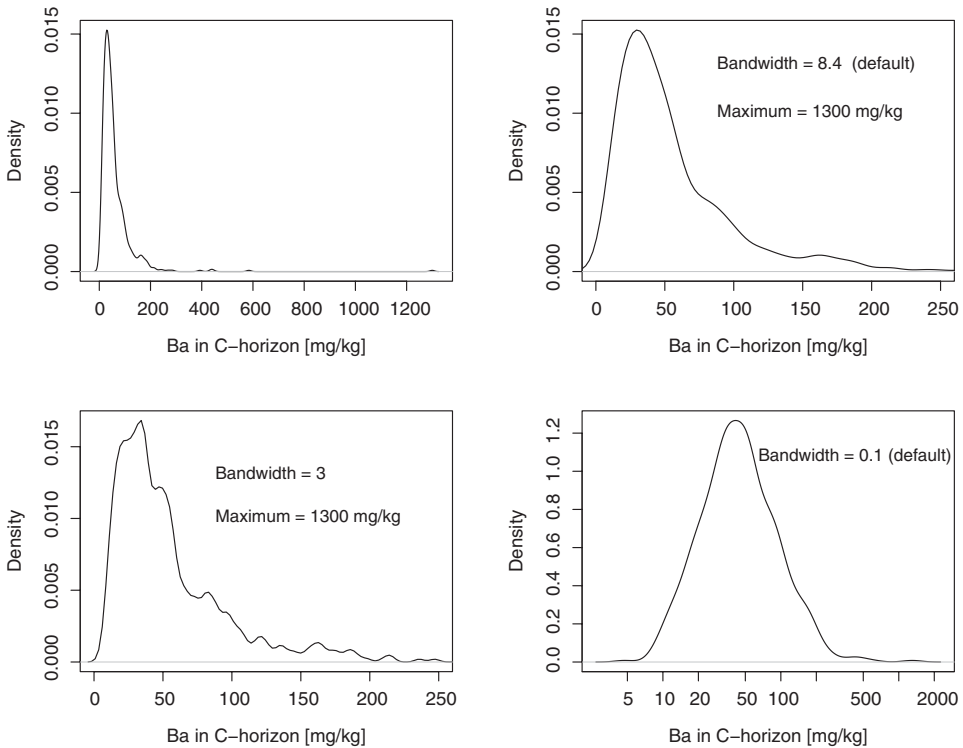 0.000 0.005 0.010 0.015
Density
0 200 400 600 800 1000 1200
Ba in C−horizon [mg/kg]
0.000 0.005 0.010 0.015
Density
Bandwidth = 8.4 (default)
Maximum = 1300 mg/kg
0 50 100 150 200 250
Ba in C−horizon [mg/kg]
0.000 0.005 0.010 0.015
Density
Bandwidth = 3
Maximum = 1300 mg/kg
0 50 100 150 200 250
Ba in C−horizon [mg/kg]
0.0 0.2 0.4 0.6 0.8 1.0 1.2
Density
Bandwidth = 0.1 (default)
5 10 20 50 100 500 2000
Ba in C−horizon [mg/kg]